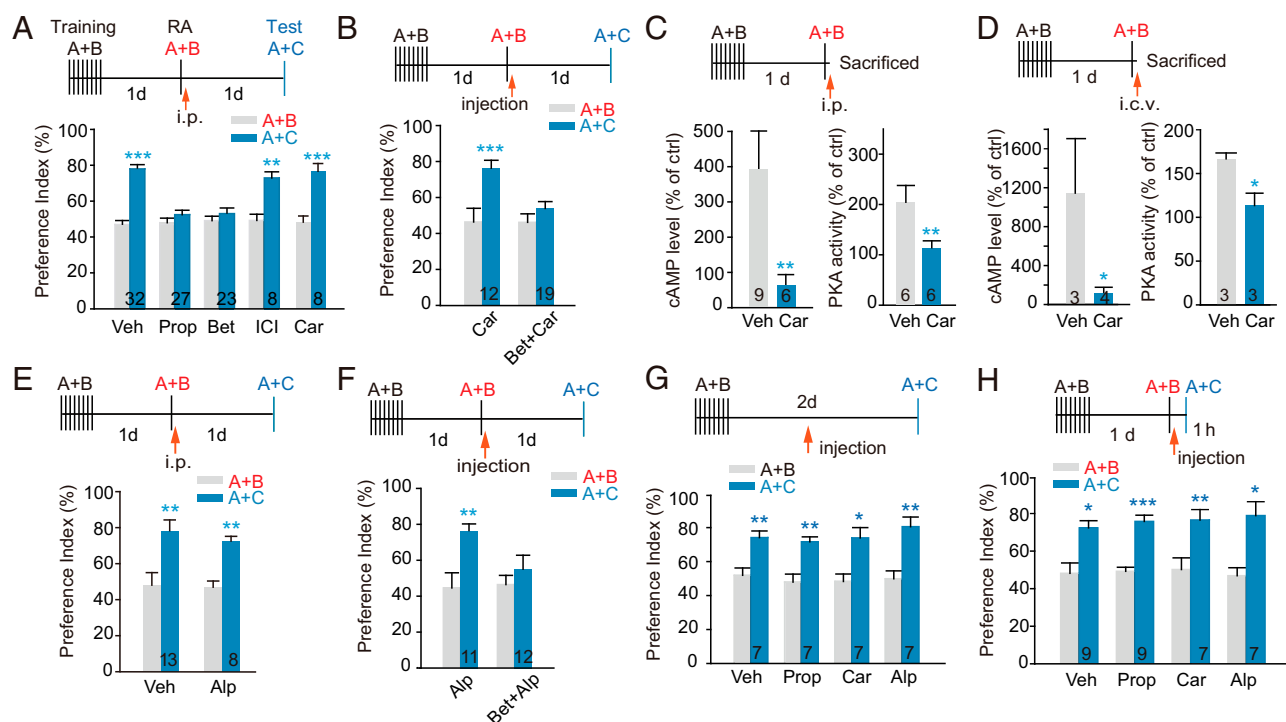 A
Training RA Test
A+B A+B A+C
1d 1d
i.p.
A+B
A+C
Preference Index (%)
80
60
40
20
0
*** ** ***
32 27 23 8 8
Veh Prop Bet ICI Car
B
A+B A+B A+C
1d 1d
injection
A+B
A+C
Preference Index (%)
80
60
40
20
0
***
12 19
Car Bet+Car
C
A+B
A+B
1 d Sacrificed
i.p.
cAMP level (% of ctrl)
500
400
300
200
100
0
**
9 6
Veh Car
PKA activity (% of ctrl)
300
200
100
0
**
6 6
Veh Car
D
A+B
A+B
1 d Sacrificed
i.c.v.
cAMP level (% of ctrl)
1600
1200
1000
800
600
400
200
0
*
3 4
Veh Car
PKA activity (% of ctrl)
200
150
100
50
0
*
3 3
Veh Car
E
A+B A+B A+C
1d 1d
i.p.
A+B
A+C
Preference Index (%)
80
60
40
20
0
** **
13 8
Veh Alp
F
A+B A+B A+C
1d 1d
injection
A+B
A+C
Preference Index (%)
80
60
40
20
0
**
11 12
Alp Bet+Alp
G
A+B A+C
2d
injection
A+B
A+C
Preference Index (%)
100
80
60
40
20
0
** ** * **
7 7 7 7
Veh Prop Car Alp
H
A+B A+B A+C
1 d 1 h
injection
A+B
A+C
Preference Index (%)
100
80
60
40
20
0
* *** ** *
9 9 7 7
Veh Prop Car Alp